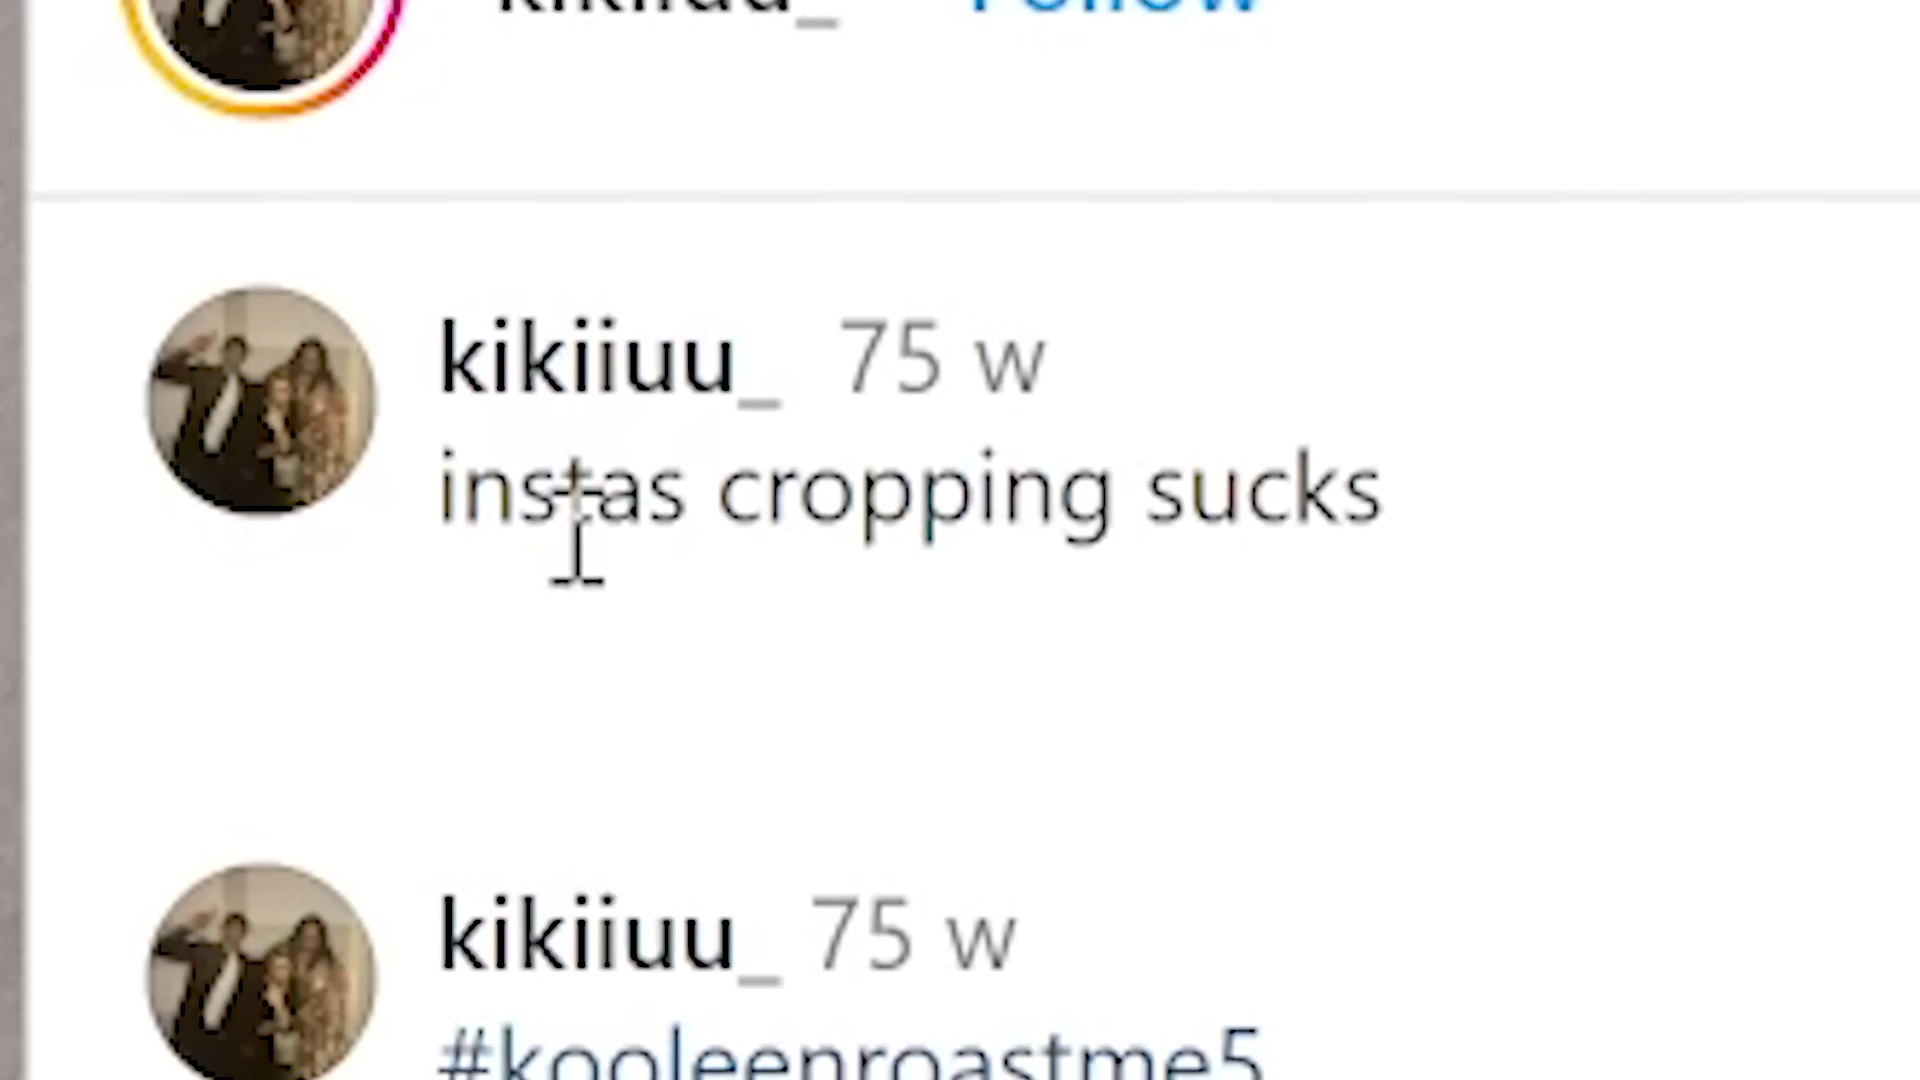 kikiiuu_ Follow
kikiiuu_ 75 w
instas cropping sucks
kikiiuu_ 75 w
#kooleenroastme5